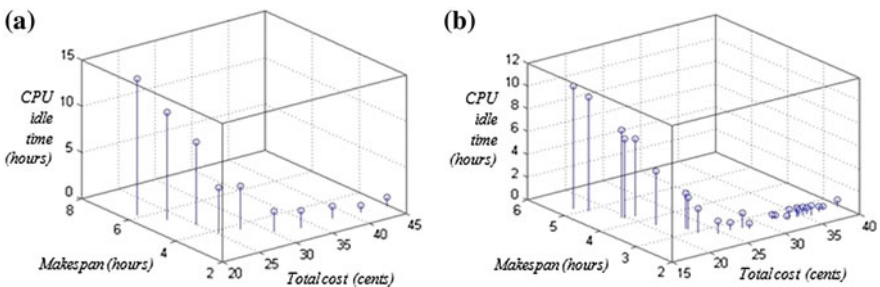 (a)
15
10
5
0
CPU
idle
time
(hours)
8
6
4
2
Makespan (hours)
20
25
30
35
40
45
Total cost (cents)
(b)
12
10
8
6
4
2
0
CPU
idle
time
(hours)
6
5
4
3
2
Makespan (hours)
15
20
25
30
35
40
Total cost (cents)